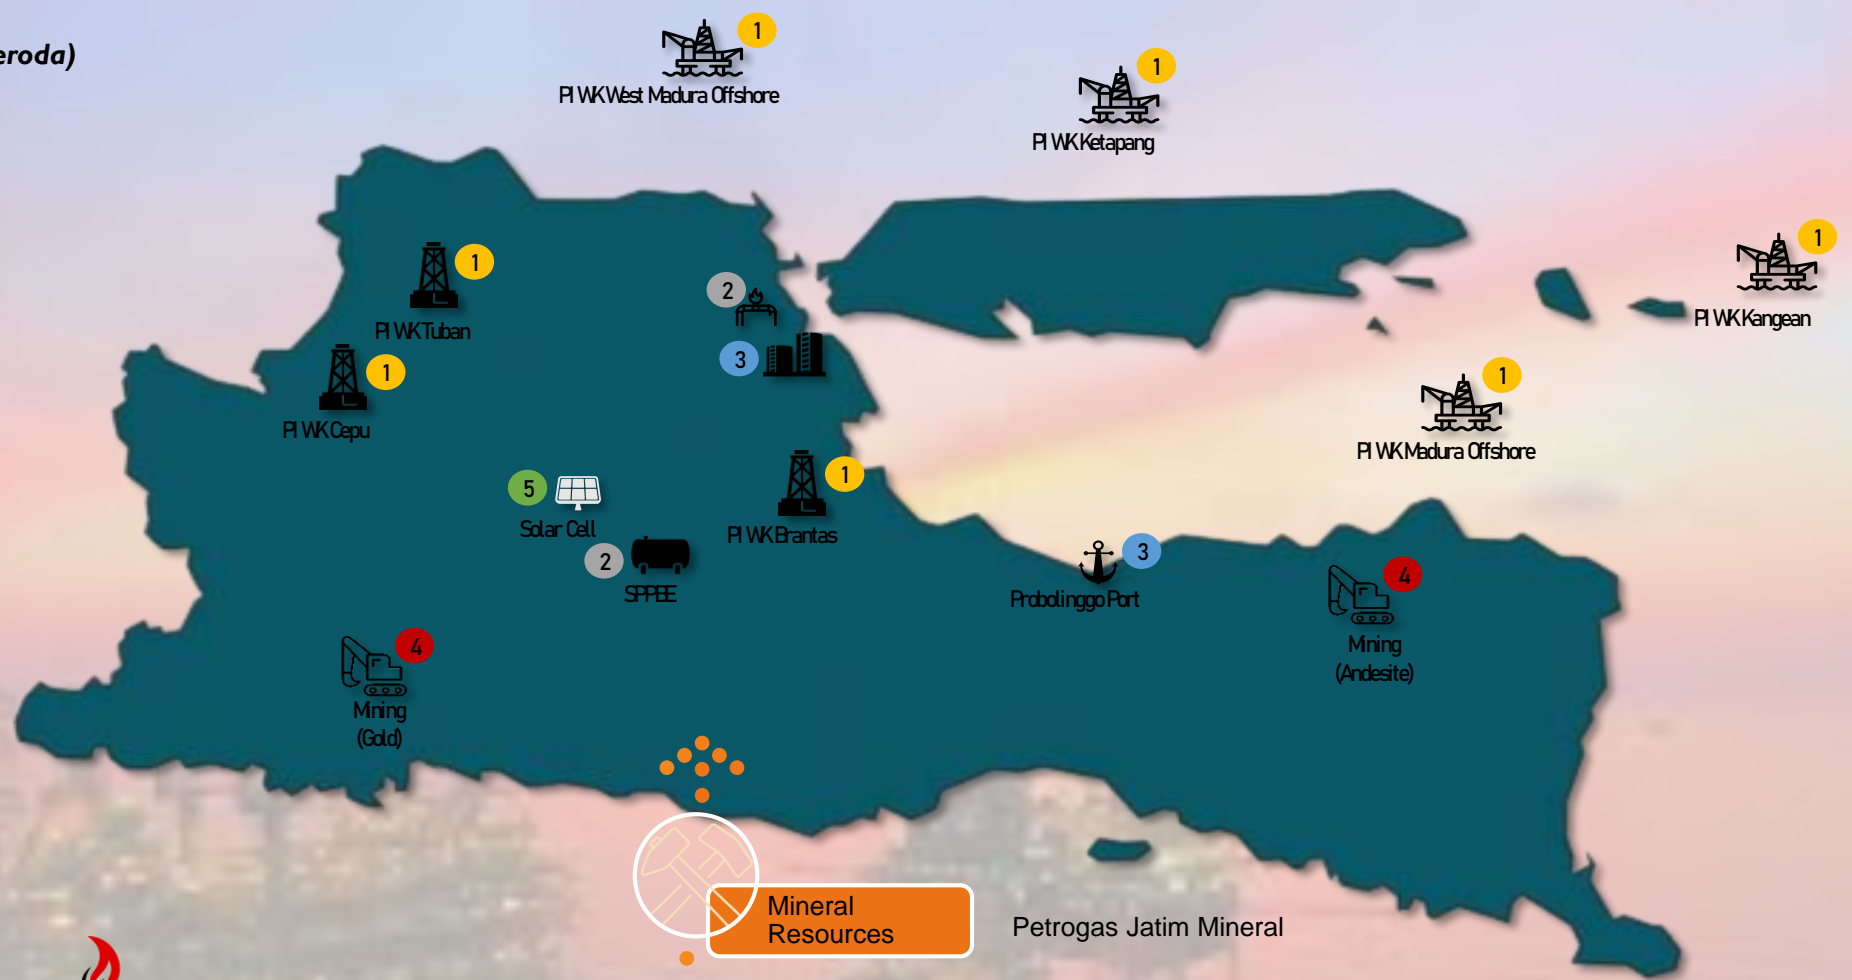 eroda)
1
PI WK West Madura Offshore
1
PI WK Ketapang
1
PI WK Kangean
1
PI WK Tuban
2
3
1
PI WK Cepu
1
PI WK Madura Offshore
1
PI WK Brantas
5
Solar Cell
2
SPPBE
3
Probolinggo Port
4
Mining
(Andesite)
4
Mining
(Gold)
Mineral
Resources
Petrogas Jatim Mineral